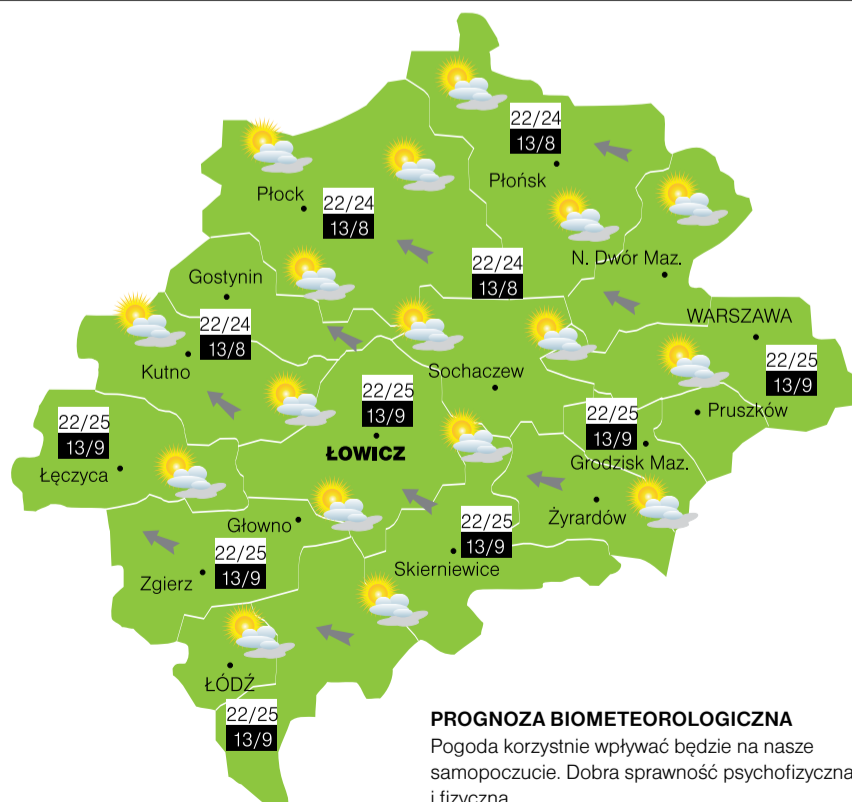 22/24
13/8
Płońsk
Płock
22/24
13/8
22/24
13/8
N. Dwór Maz.
Gostynin
WARSZAWA
22/24
13/8
Kutno
Sochaczew
22/25
13/9
22/25
13/9
Pruszków
22/25
13/9
ŁOWICZ
22/25
13/9
Grodzisk Maz.
Łęczyca
Żyrardów
Głowno
22/25
13/9
Skierniewice
22/25
13/9
Zgierz
ŁÓDŹ
22/25
13/9
PROGNOZA BIOMETEOROLOGICZNA
Pogoda korzystnie wpływać będzie na nasze
samopoczucie. Dobra sprawność psychofizyczna
i fizyczna